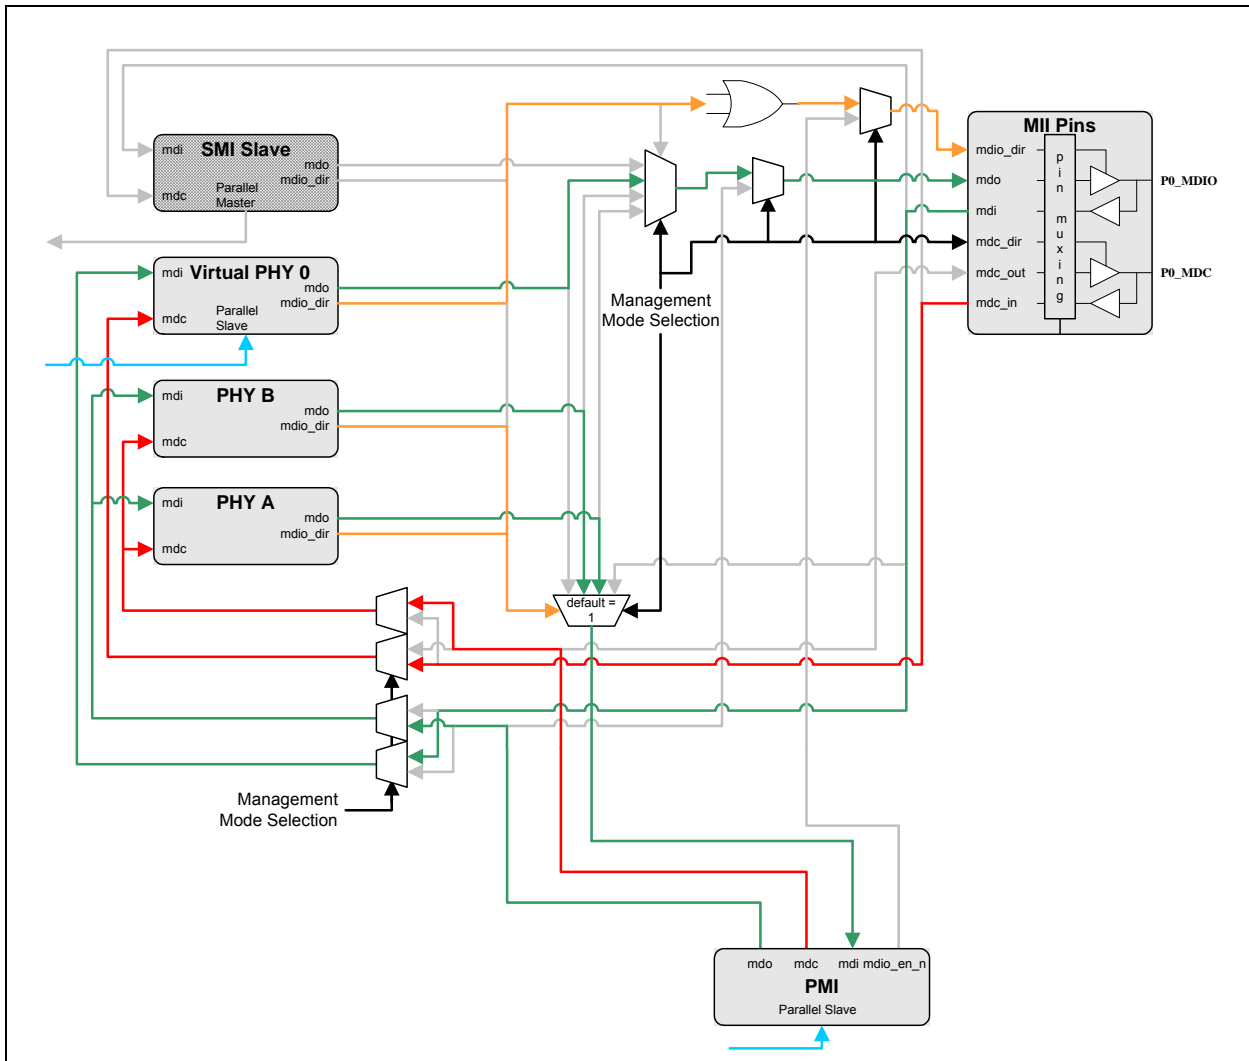 SMI Slave
mdi
mdo
mdio_dir
mdc
Parallel
Master
MII Pins
mdio_dir
mdo
mdi
mdc_dir
mdc_out
mdc_in
pin muxing
P0_MDIO
P0_MDC
Virtual PHY 0
mdi
mdo
mdio_dir
mdc
Parallel
Slave
Management
Mode Selection
PHY B
mdi
mdo
mdio_dir
mdc
PHY A
mdi
mdo
mdio_dir
mdc
default =
1
Management
Mode Selection
mdo mdc mdi mdio_en_n
PMI
Parallel Slave